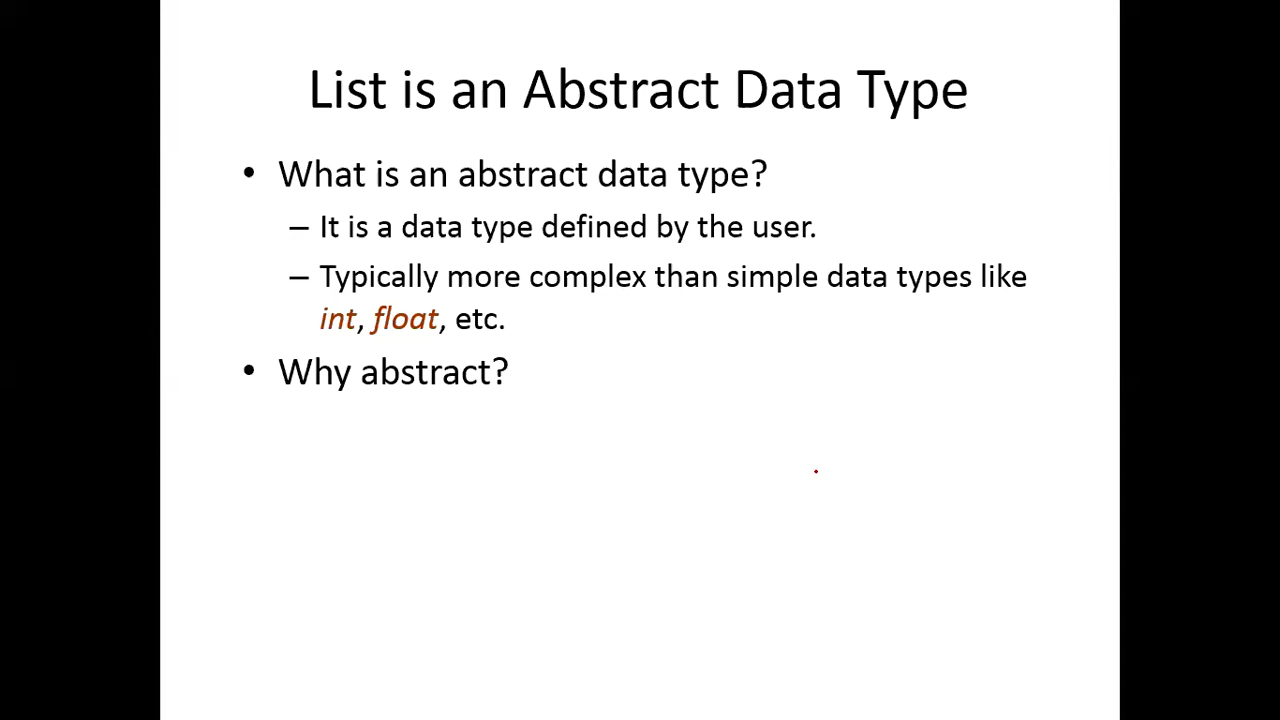 List is an Abstract Data Type
• What is an abstract data type?
– It is a data type defined by the user.
– Typically more complex than simple data types like
int, float, etc.
• Why abstract?